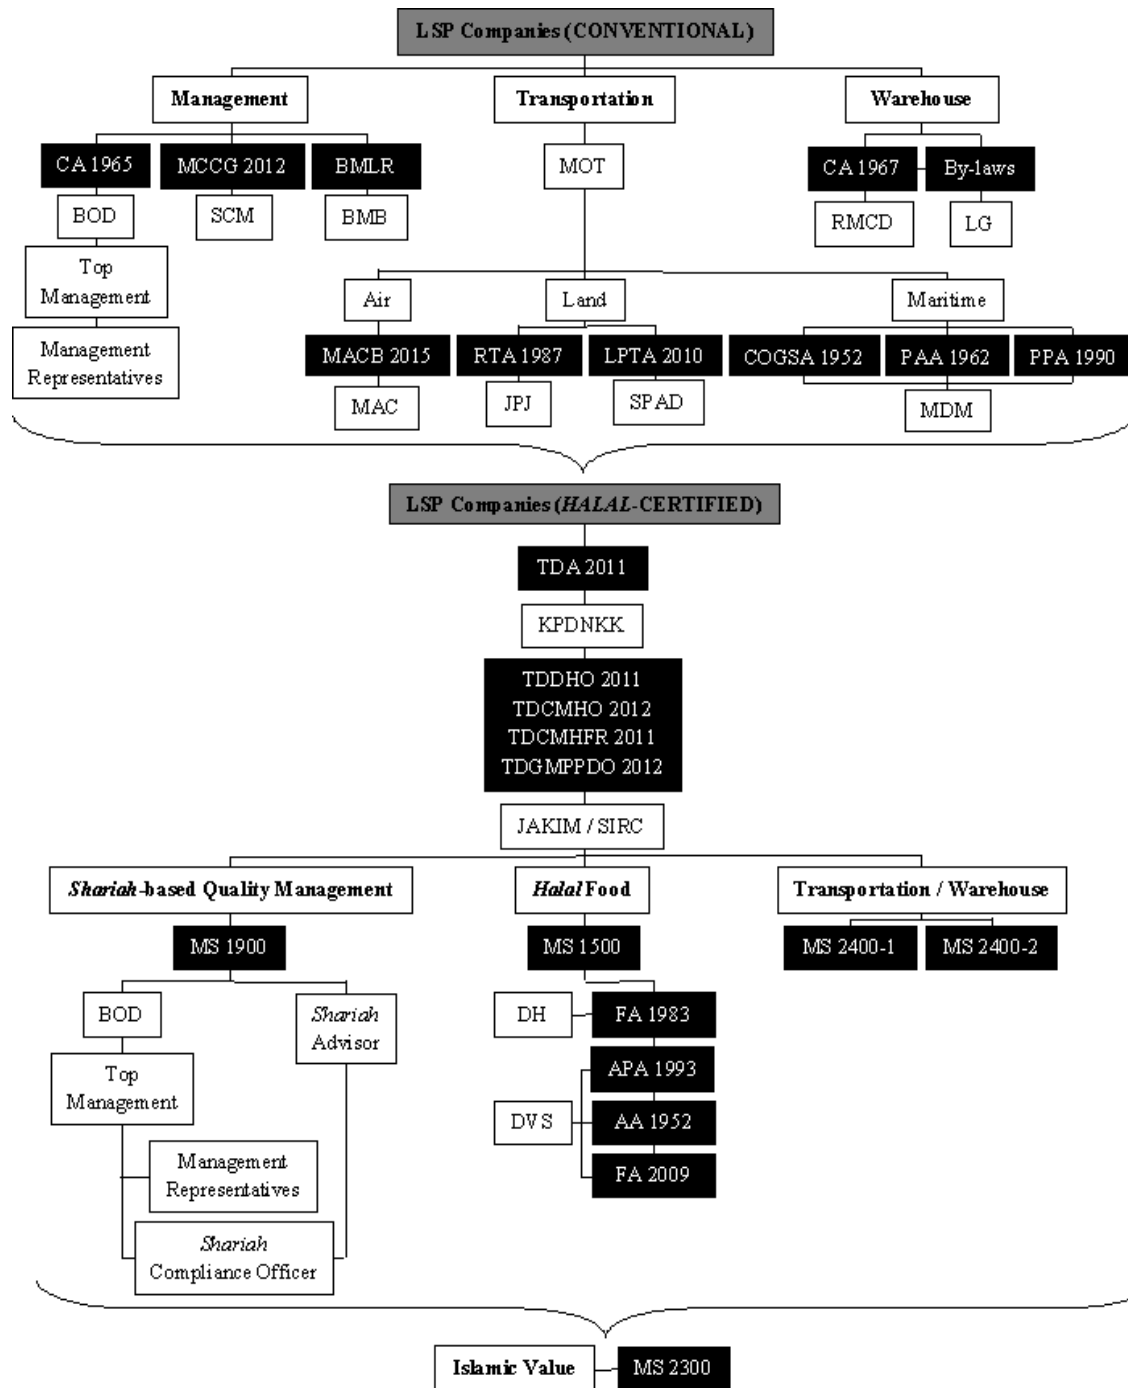 LSP Companies (CONVENTIONAL)
Management
Transportation
Warehouse
CA 1965
MCCG 2012
BMLR
MOT
CA 1967
By-laws
BOD
SCM
BMB
RMCD
LG
Top
Management
Management
Representatives
Air
Land
Maritime
MACB 2015
RTA 1987
LPTA 2010
COGSA 1952
PAA 1962
PPA 1990
MAC
JPJ
SPAD
MDM
LSP Companies (HALAL-CERTIFIED)
TDA 2011
KPDNKK
TDDHO 2011
TDCMHO 2012
TDCMHFR 2011
TDGMPPDO 2012
JAKIM / SIRC
Shariah-based Quality Management
Halal Food
Transportation / Warehouse
MS 1900
MS 1500
MS 2400-1
MS 2400-2
BOD
Shariah
Advisor
DH
FA 1983
Top
Management
APA 1993
DVS
AA 1952
FA 2009
Management
Representatives
Shariah
Compliance Officer
Islamic Value
MS 2300